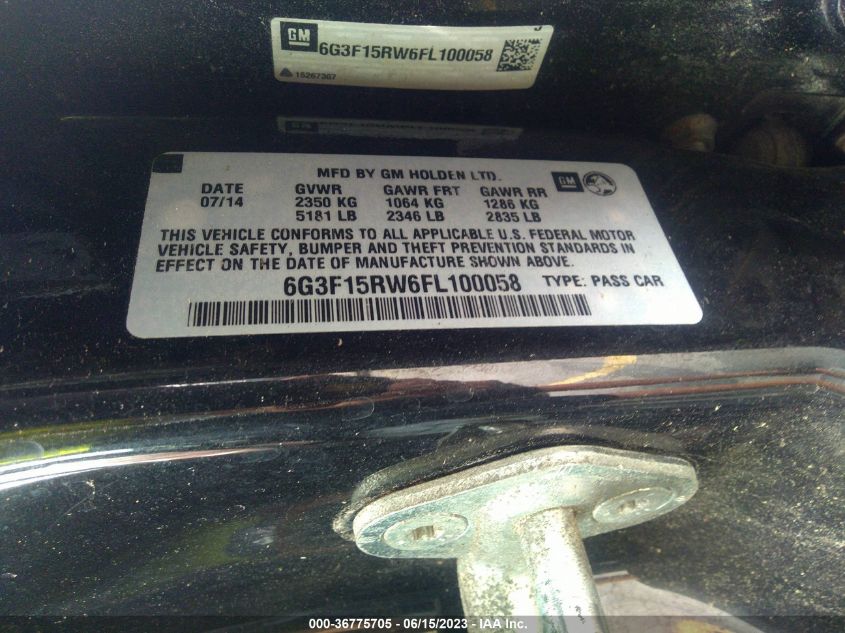 GM
6G3F15RW6FL100058
15267307
MFD BY GM HOLDEN LTD.
GM
DATE GVWR GAWR FRT GAWR RR
07/14 2350 KG 1064 KG 1286 KG
5181 LB 2346 LB 2835 LB
THIS VEHICLE CONFORMS TO ALL APPLICABLE U.S. FEDERAL MOTOR
VEHICLE SAFETY, BUMPER AND THEFT PREVENTION STANDARDS IN
EFFECT ON THE DATE OF MANUFACTURE SHOWN ABOVE.
6G3F15RW6FL100058 TYPE: PASS CAR
000-36775705 - 06/15/2023 - IAA Inc.